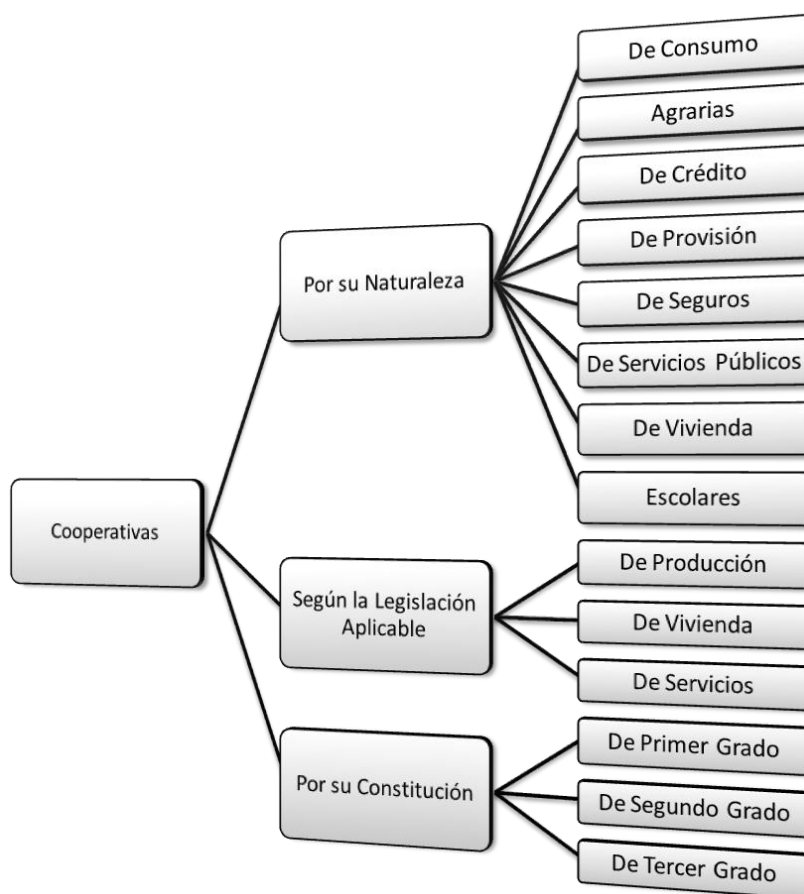 Cooperativas
Por su Naturaleza
De Consumo
Agrarias
De Crédito
De Provisión
De Seguros
De Servicios Públicos
De Vivienda
Escolares
Según la Legislación
Aplicable
De Producción
De Vivienda
De Servicios
Por su Constitución
De Primer Grado
De Segundo Grado
De Tercer Grado